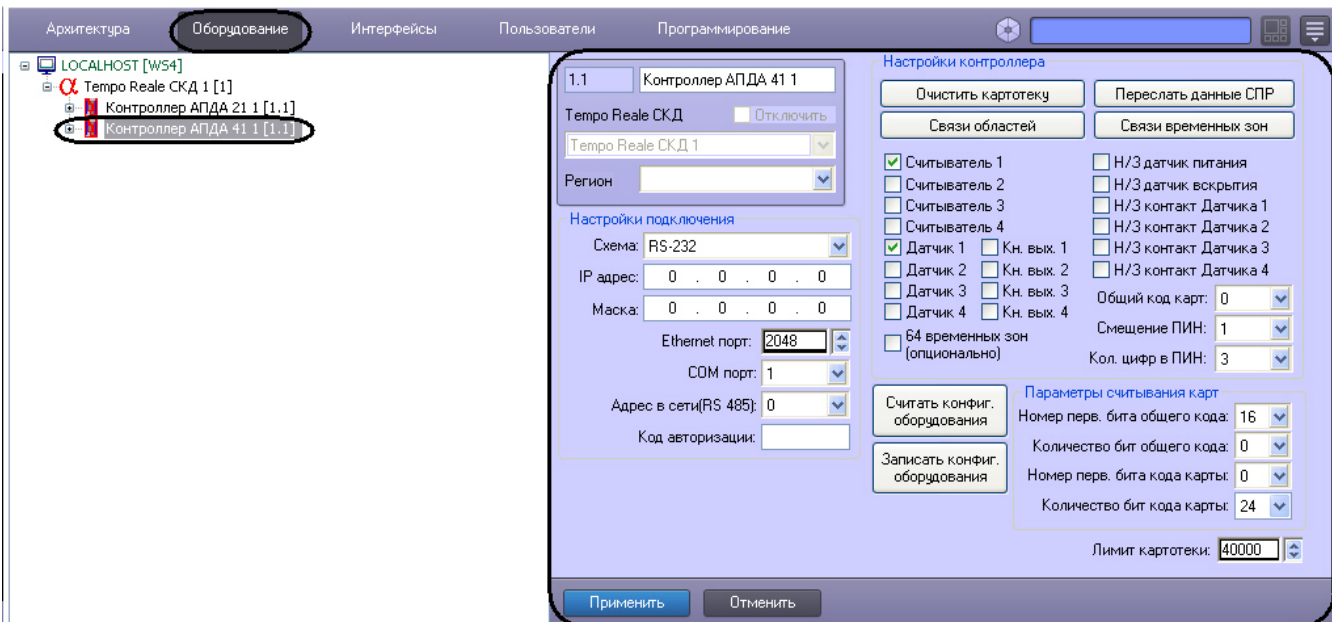 Архитектура Оборудование Интерфейсы Пользователи Программирование
LOCALHOST [WS4]
Tempo Reale СКД 1 [1]
Контроллер АПДА 21 1 [1.1]
Контроллер АПДА 41 1 [1.1]
1.1 Контроллер АПДА 41 1
Tempo Reale СКД Отключить
Tempo Reale СКД 1
Регион
Настройки подключения
Схема: RS-232
IP адрес: 0 . 0 . 0 . 0
Маска: 0 . 0 . 0 . 0
Ethernet порт: 2048
COM порт: 1
Адрес в сети(RS 485): 0
Код авторизации:
Настройки контроллера
Очистить картотеку Переслать данные СПР
Связи областей Связи временных зон
Считыватель 1 Н/З датчик питания
Считыватель 2 Н/З датчик вскрытия
Считыватель 3 Н/З контакт Датчика 1
Считыватель 4 Н/З контакт Датчика 2
Датчик 1 Кн. вых. 1 Н/З контакт Датчика 3
Датчик 2 Кн. вых. 2 Н/З контакт Датчика 4
Датчик 3 Кн. вых. 3 Общий код карт: 0
Датчик 4 Кн. вых. 4 Смещение ПИН: 1
64 временных зон
(опционально) Кол. цифр в ПИН: 3
Считать конфиг.
оборудования
Записать конфиг.
оборудования
Параметры считывания карт
Номер перв. бита общего кода: 16
Количество бит общего кода: 0
Номер перв. бита кода карты: 0
Количество бит кода карты: 24
Лимит картотеки: 40000
Применить Отменить